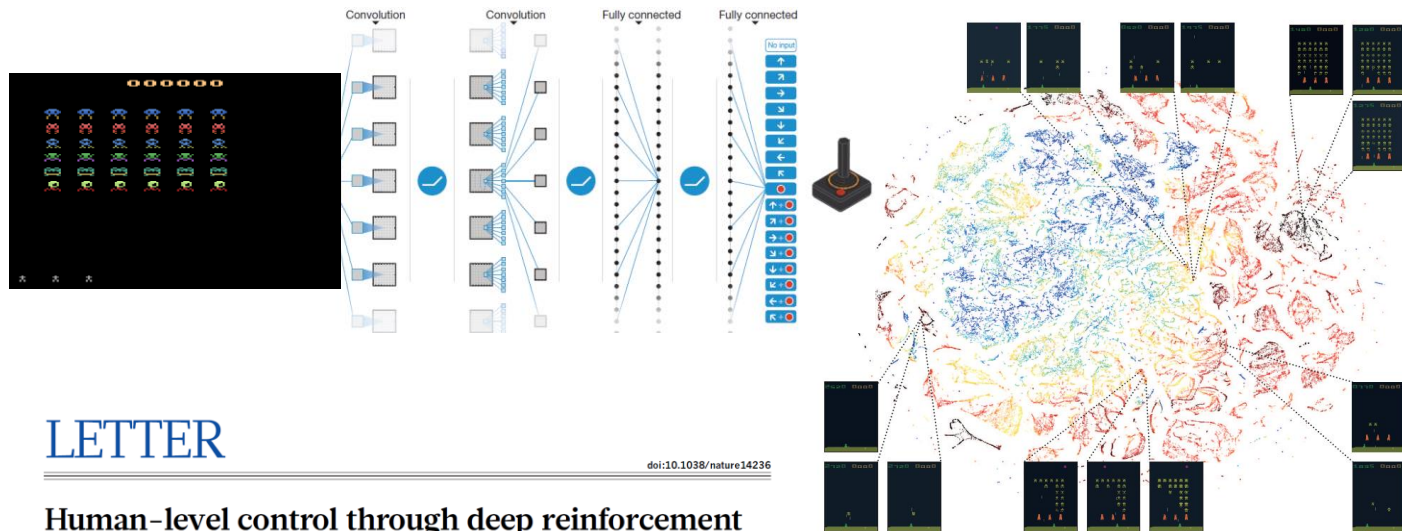 Convolution Convolution Fully connected Fully connected
No input
LETTER
doi:10.1038/nature14236
Human-level control through deep reinforcement